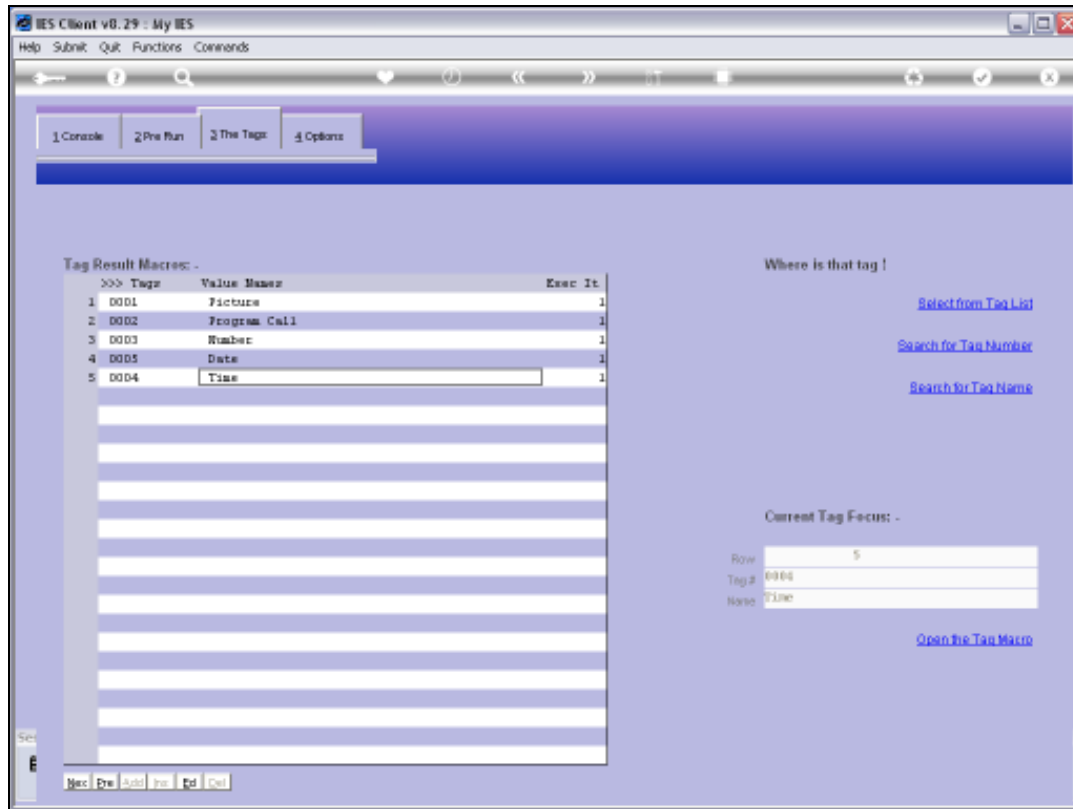 IES Client v8.29 : My IES
Help Submit Quit Functions Commands
1 Console 2 Pre Run 3 The Tags 4 Options
Tag Result Macros: -
>>> Tags Value Names Exec It
1 0001 Picture 1
2 0002 Program Call 1
3 0003 Number 1
4 0005 Date 1
5 0004 Time 1
Where is that tag !
Select from Tag List
Search for Tag Number
Search for Tag Name
Current Tag Focus: -
Row 5
Tag # 0004
Name Time
Open the Tag Macro
Nex Pre Add Ins Ed Del